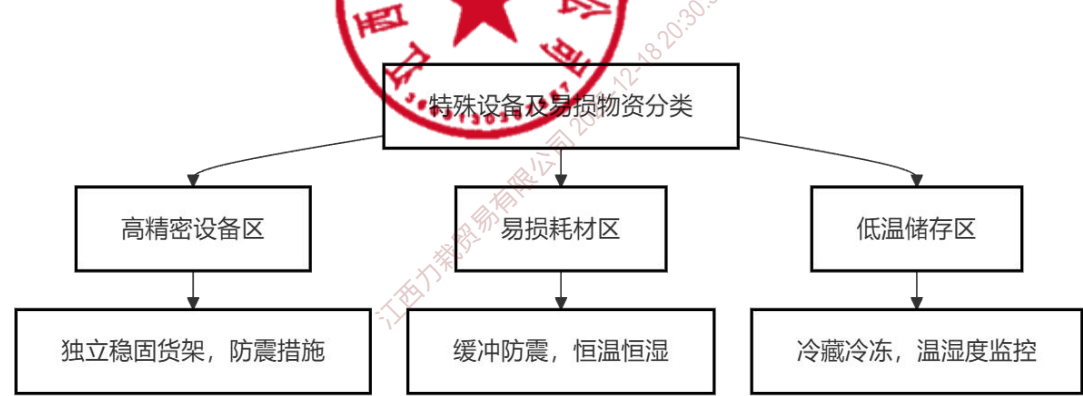 特殊设备及易损物资分类
高精密设备区
易损耗材区
低温储存区
独立稳固货架，防震措施
缓冲防震，恒温恒湿
冷藏冷冻，温湿度监控
江西力栽贸易有限公司